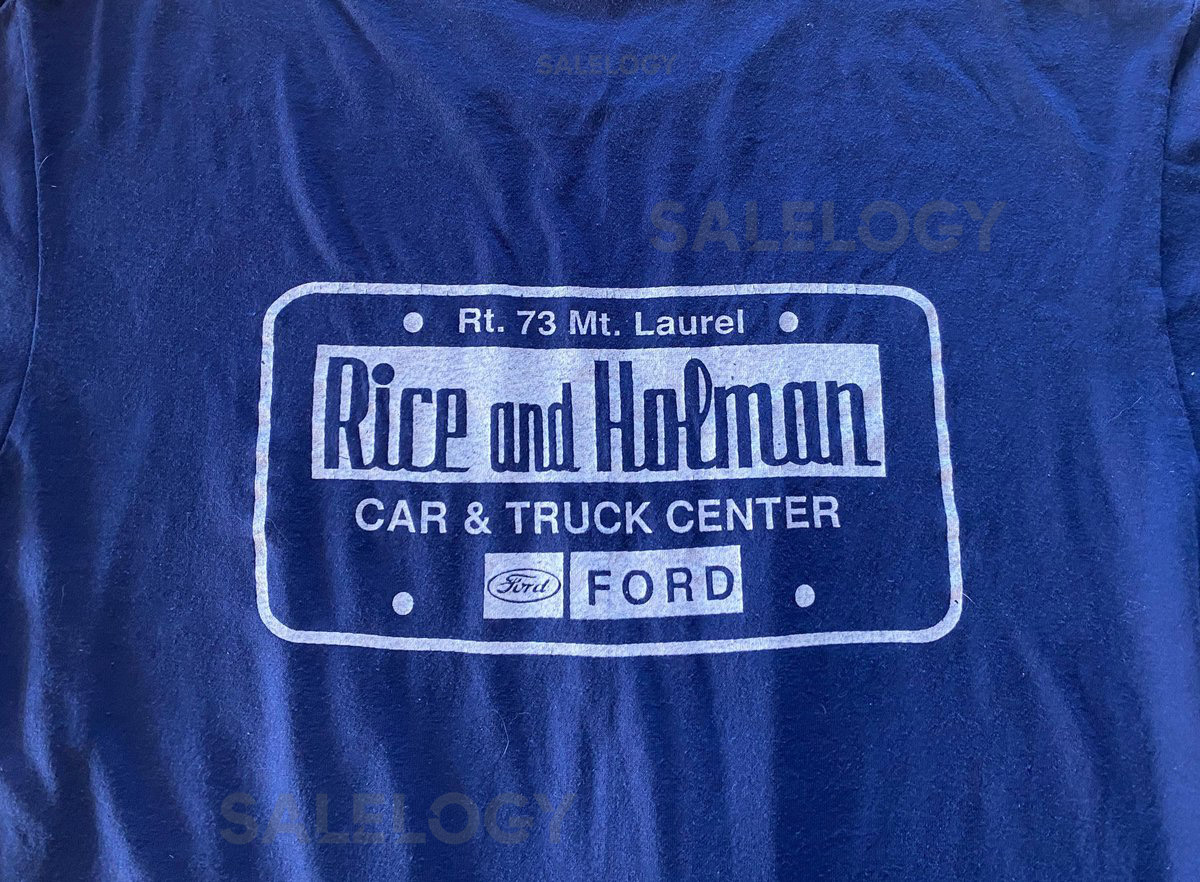 SALELOGY
SALELOGY
Rt. 73 Mt. Laurel
Rice and Holman
CAR & TRUCK CENTER
Ford FORD
SALELOGY